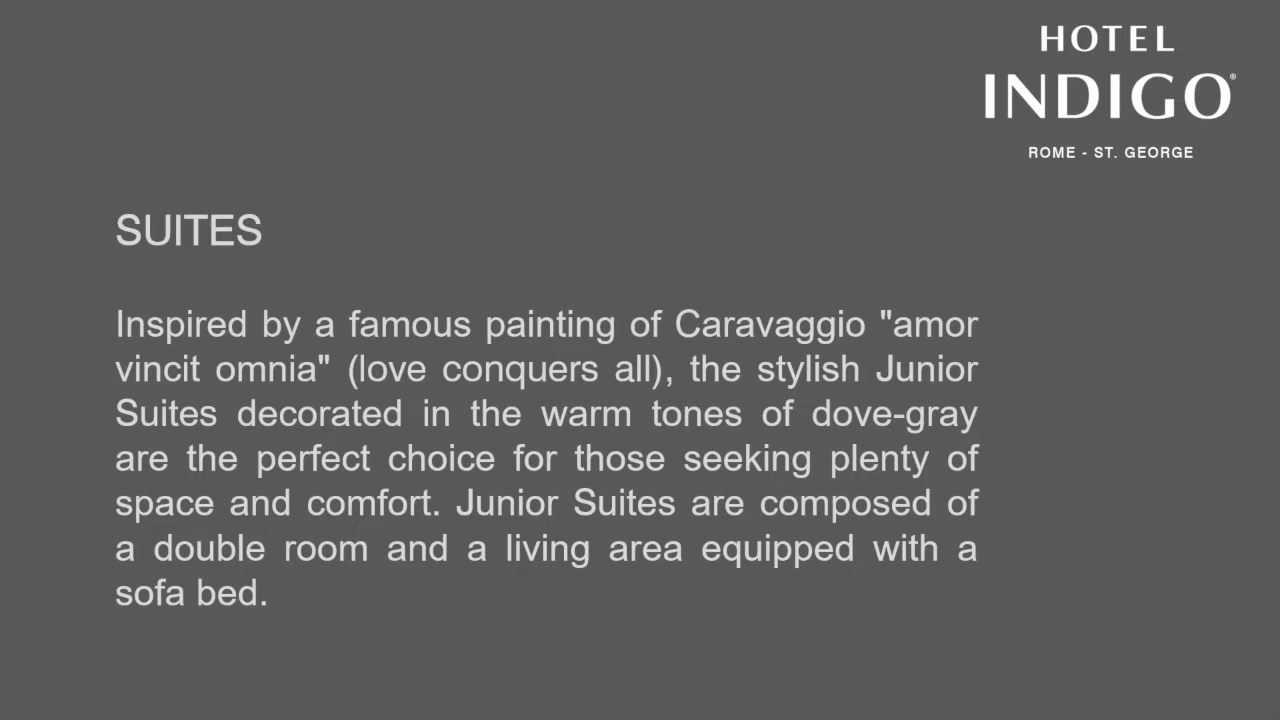 HOTEL
INDIGO®
ROME - ST. GEORGE
SUITES
Inspired by a famous painting of Caravaggio "amor
vincit omnia" (love conquers all), the stylish Junior
Suites decorated in the warm tones of dove-gray
are the perfect choice for those seeking plenty of
space and comfort. Junior Suites are composed of
a double room and a living area equipped with a
sofa bed.